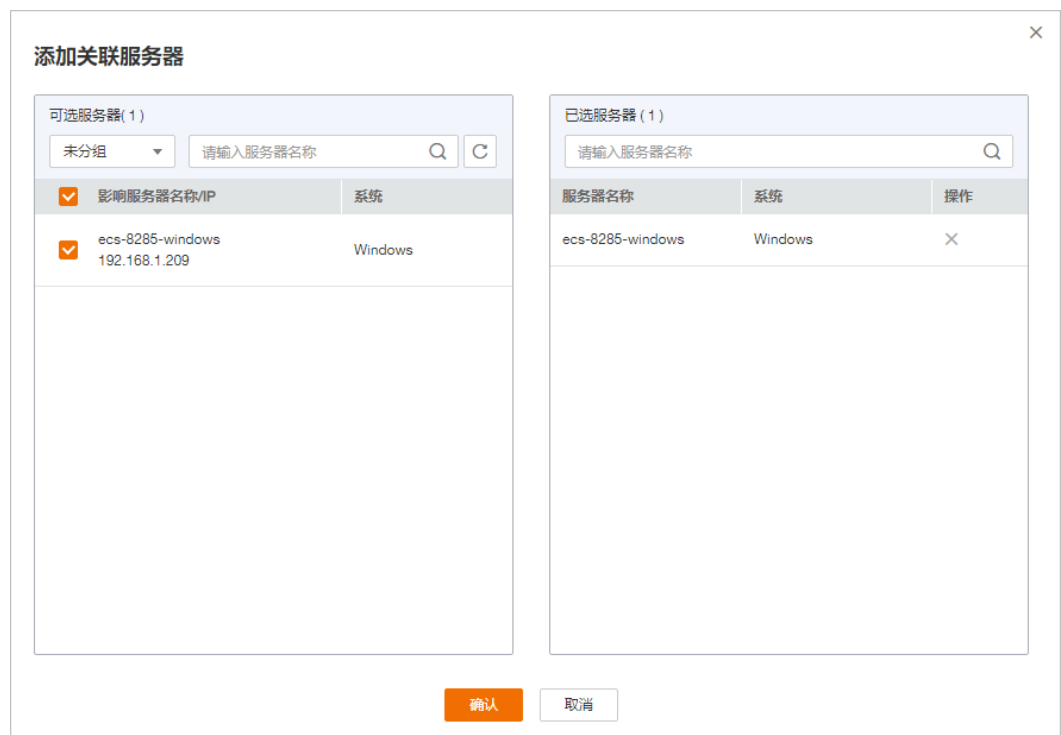 添加关联服务器
可选服务器( 1 )
未分组 请输入服务器名称
影响服务器名称/IP 系统
ecs-8285-windows
192.168.1.209
Windows
已选服务器 ( 1 )
请输入服务器名称
服务器名称 系统 操作
ecs-8285-windows Windows
确认 取消